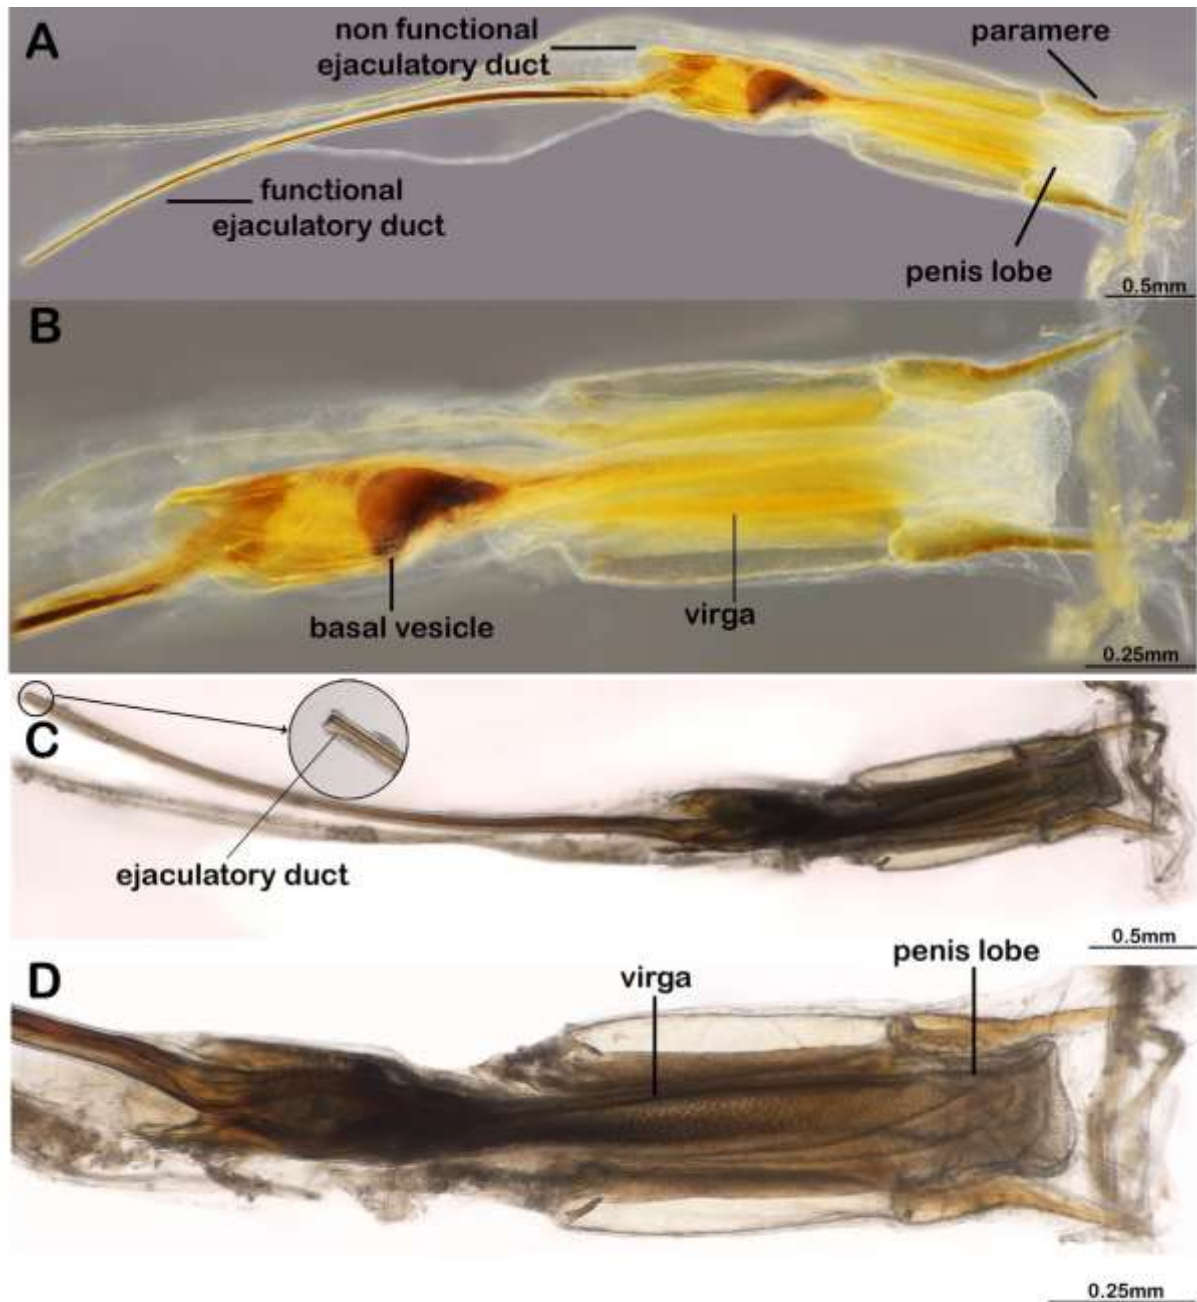 A
non functional
ejaculatory duct
paramere
functional
ejaculatory duct
penis lobe
0.5mm
B
basal vesicle
virga
0.25mm
C
ejaculatory duct
0.5mm
D
virga
penis lobe
0.25mm